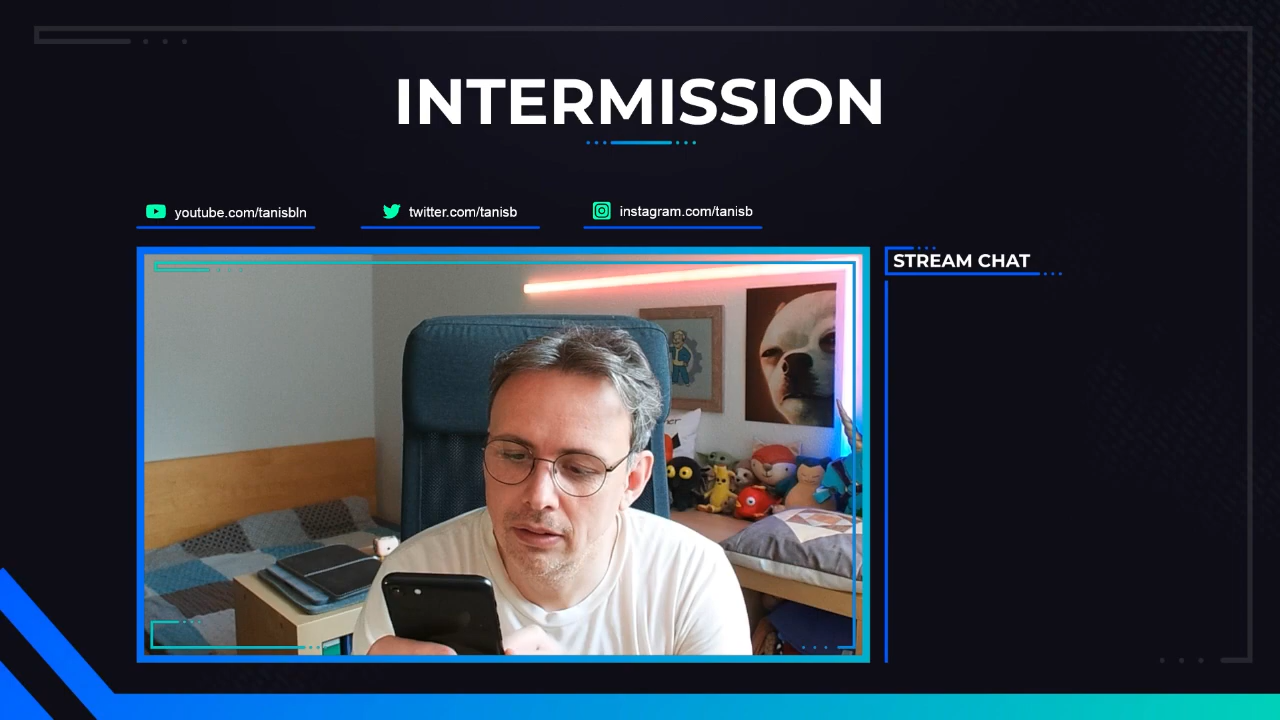 INTERMISSION
youtube.com/tanisbln
twitter.com/tanisb
instagram.com/tanisb
STREAM CHAT